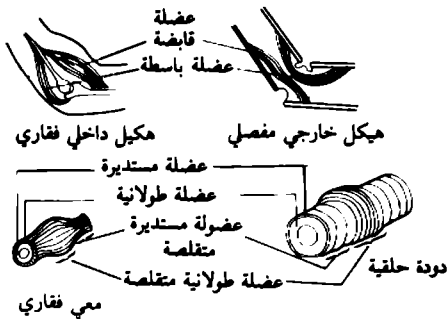 عضلة
قابضة
عضلة باسطة
هكيل داخلي فقاري
هيكل خارجي مفصلي
عضلة مستديرة
عضلة طولانية
عضولة مستديرة
متقلصة
عضلة طولانية متقلصة
دودة حلقية
معي فقاري